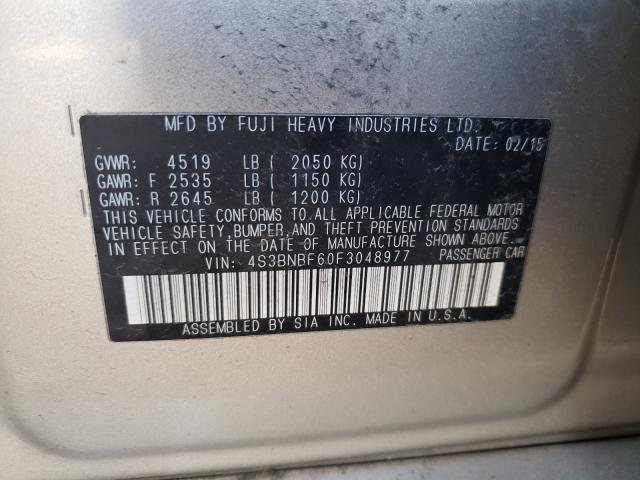 MFD BY FUJI HEAVY INDUSTRIES LTD.
DATE: 02/15
GVWR: 4519 LB ( 2050 KG)
GAWR: F 2535 LB ( 1150 KG)
GAWR: R 2645 LB ( 1200 KG)
THIS VEHICLE CONFORMS TO ALL APPLICABLE FEDERAL MOTOR
VEHICLE SAFETY, BUMPER, AND THEFT PREVENTION STANDARDS
IN EFFECT ON THE DATE OF MANUFACTURE SHOWN ABOVE.
VIN: 4S3BNBF60F3048977 PASSENGER CAR
ASSEMBLED BY SIA INC. MADE IN U.S.A.